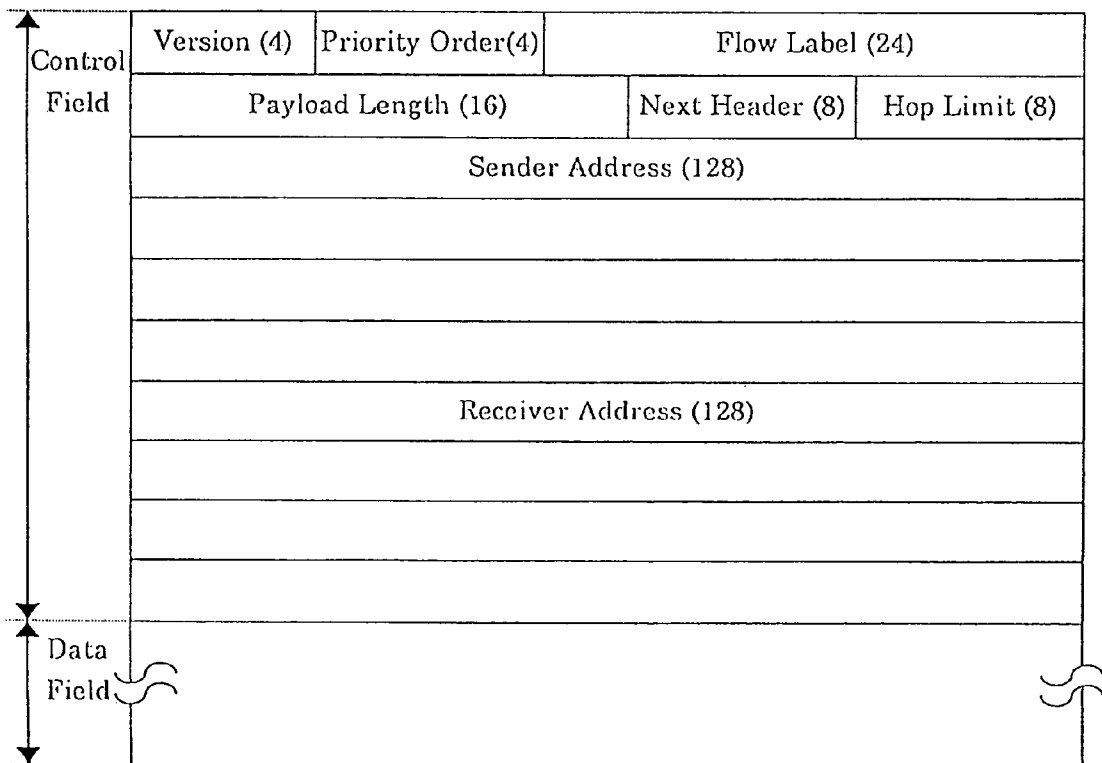 Control
Field
Version (4)
Priority Order(4)
Flow Label (24)
Payload Length (16)
Next Header (8)
Hop Limit (8)
Sender Address (128)
Receiver Address (128)
Data
Field